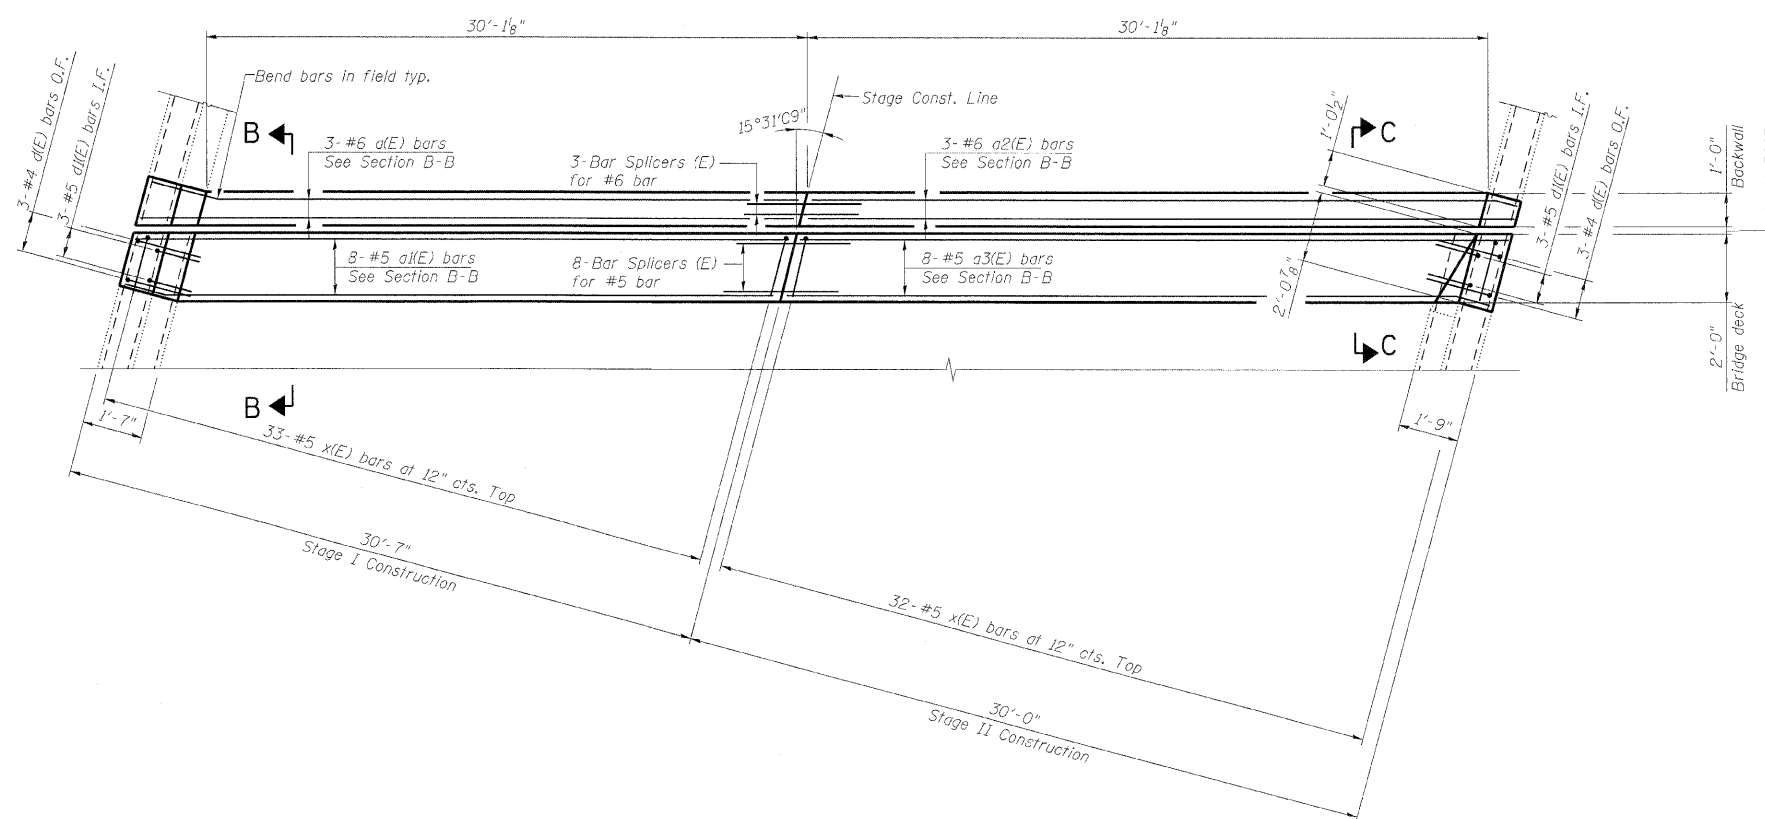 30'-1⅛"
30'-1⅛"
3-#4 d(E) bars O.F.
3-#5 d1(E) bars I.F.
Bend bars in field typ.
Stage Const. Line
15°31'09"
1'-0½"
B
C
3-#6 a(E) bars
See Section B-B
3-Bar Splicers (E)
for #6 bar
3-#6 a2(E) bars
See Section B-B
3-#5 d1(E) bars I.F.
3-#4 d(E) bars O.F.
1'-0"
Backwall
8-#5 a1(E) bars
See Section B-B
8-Bar Splicers (E)
for #5 bar
8-#5 a3(E) bars
See Section B-B
2'-0⅞"
2'-0"
Bridge deck
B
C
1'-7"
1'-9"
33-#5 x(E) bars at 12" cts. Top
30'-7"
Stage I Construction
32-#5 x(E) bars at 12" cts. Top
30'-0"
Stage II Construction